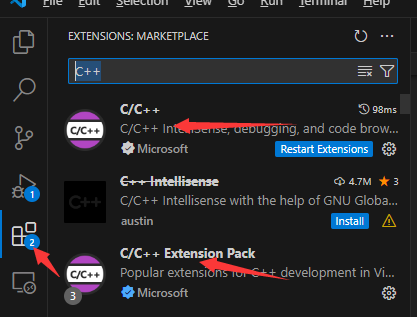 Edit Selection View Go Run Terminal Help
EXTENSIONS: MARKETPLACE
C++
C/C++ 98ms
C/C++ IntelliSense, debugging, and code brow...
Microsoft Restart Extensions
C++ Intellisense 4.7M 3
C/C++ Intellisense with the help of GNU Globa...
austin Install
C/C++ Extension Pack
Popular extensions for C++ development in Vi...
Microsoft
C/C++
C/C++
C++
C/C++
3
1
2